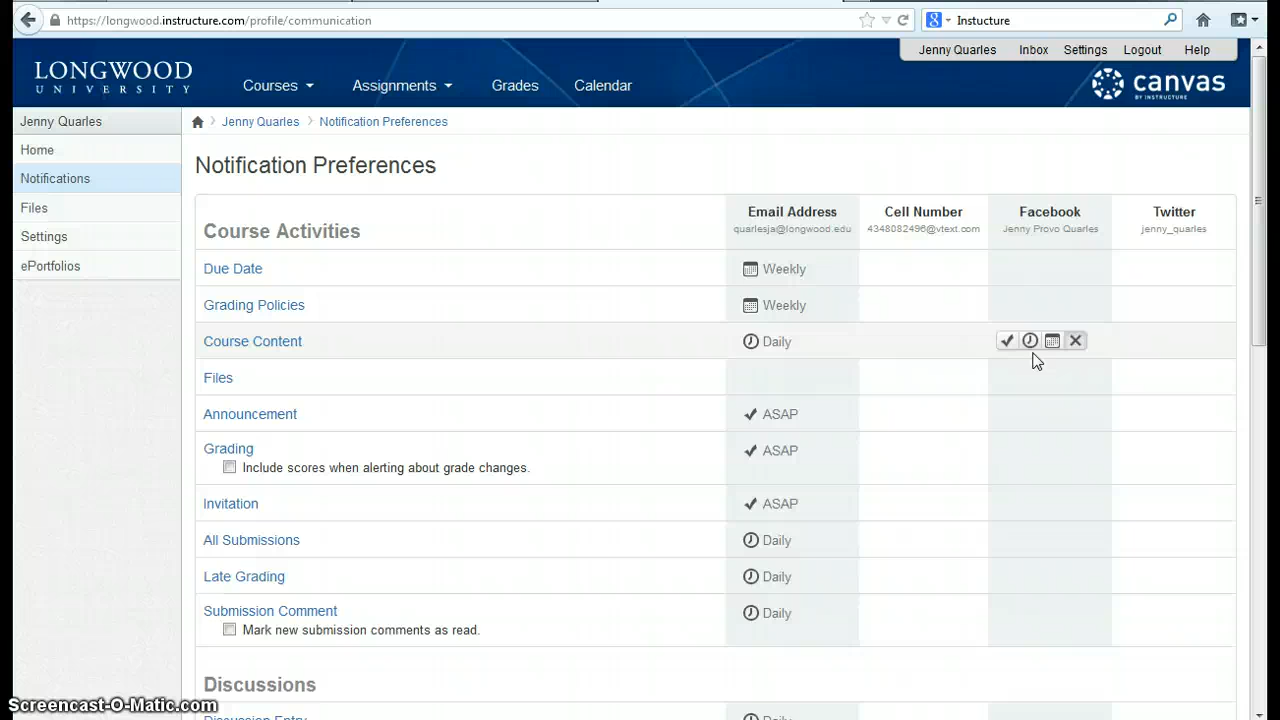 https://longwood.instructure.com/profile/communication
Instucture
Jenny Quarles Inbox Settings Logout Help
LONGWOOD
UNIVERSITY
Courses Assignments Grades Calendar
canvas
BY INSTRUCTURE
Jenny Quarles
Home
Notifications
Files
Settings
ePortfolios
Jenny Quarles Notification Preferences
Notification Preferences
Course Activities Email Address Cell Number Facebook Twitter
quarlesja@longwood.edu 4348082496@vtext.com Jenny Provo Quarles jenny_quarles
Due Date Weekly
Grading Policies Weekly
Course Content Daily
Files
Announcement ASAP
Grading ASAP
Include scores when alerting about grade changes.
Invitation ASAP
All Submissions Daily
Late Grading Daily
Submission Comment Daily
Mark new submission comments as read.
Discussions
Discussion Entry Daily
Screencast-O-Matic.com